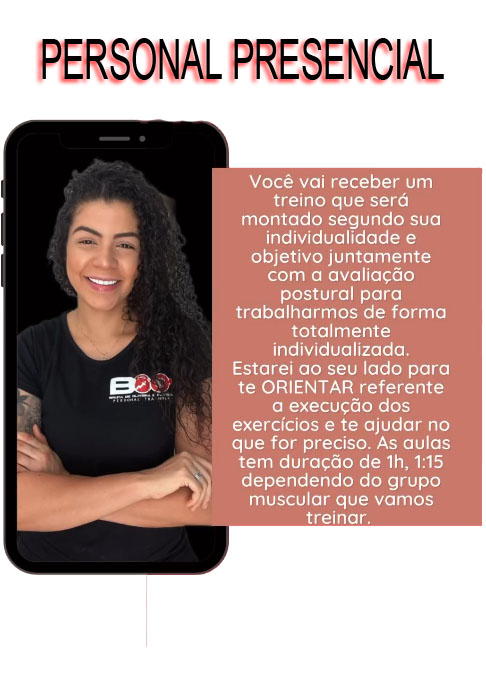 PERSONAL PRESENCIAL
Você vai receber um
treino que será
montado segundo sua
individualidade e
objetivo juntamente
com a avaliação
postural para
trabalharmos de forma
totalmente
individualizada.
Estarei ao seu lado para
te ORIENTAR referente
a execução dos
exercícios e te ajudar no
que for preciso. As aulas
tem duração de 1h, 1:15
dependendo do grupo
muscular que vamos
treinar.
PERSONAL TRAINER